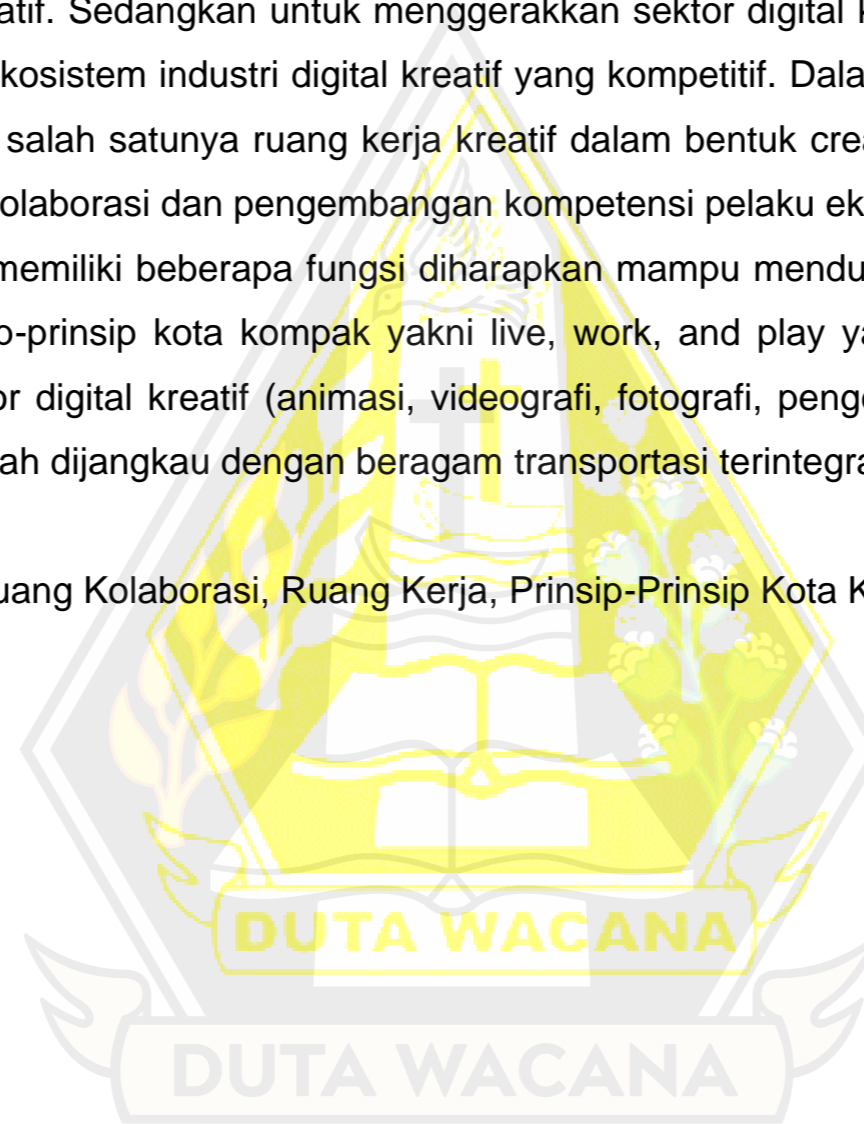 atif. Sedangkan untuk menggerakkan sektor digital k
kosistem industri digital kreatif yang kompetitif. Dala
salah satunya ruang kerja kreatif dalam bentuk crea
olaborasi dan pengembangan kompetensi pelaku ek
memiliki beberapa fungsi diharapkan mampu mendu
o-prinsip kota kompak yakni live, work, and play ya
or digital kreatif (animasi, videografi, fotografi, penge
ah dijangkau dengan beragam transportasi terintegra
uang Kolaborasi, Ruang Kerja, Prinsip-Prinsip Kota K
DUTA WACANA
DUTA WACANA